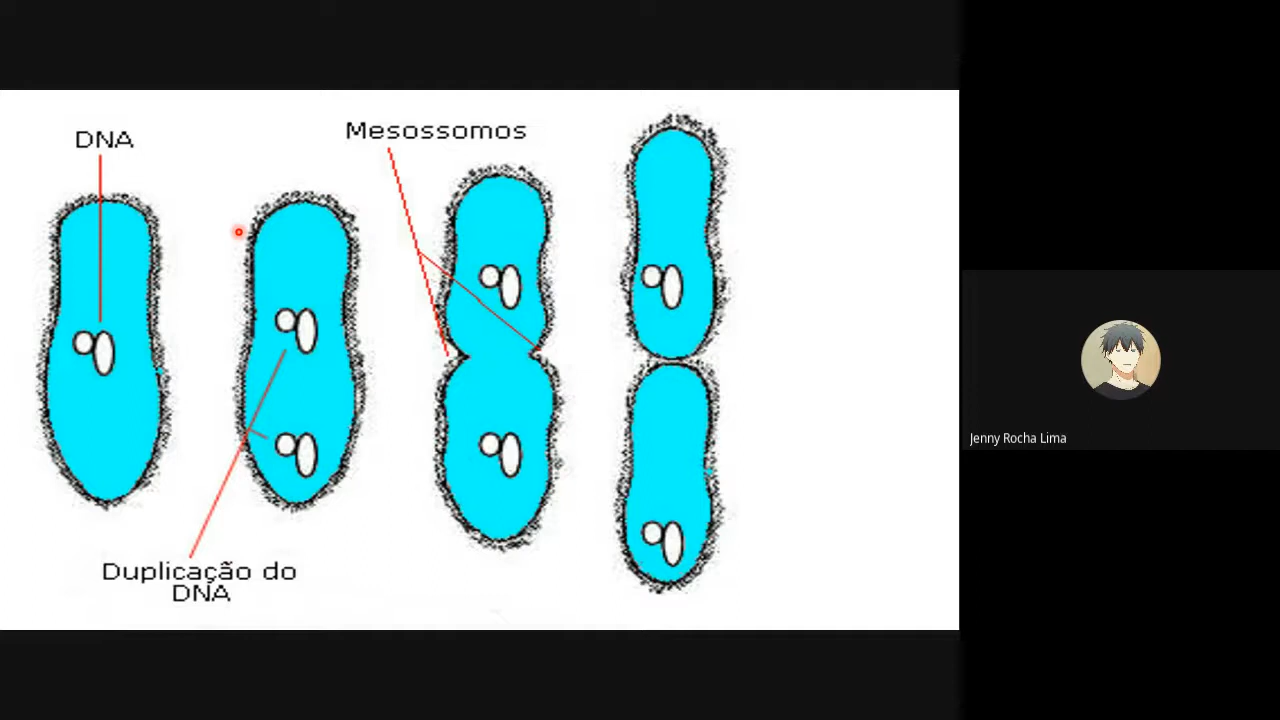 DNA
Mesossomos
Duplicação do
DNA
Jenny Rocha Lima